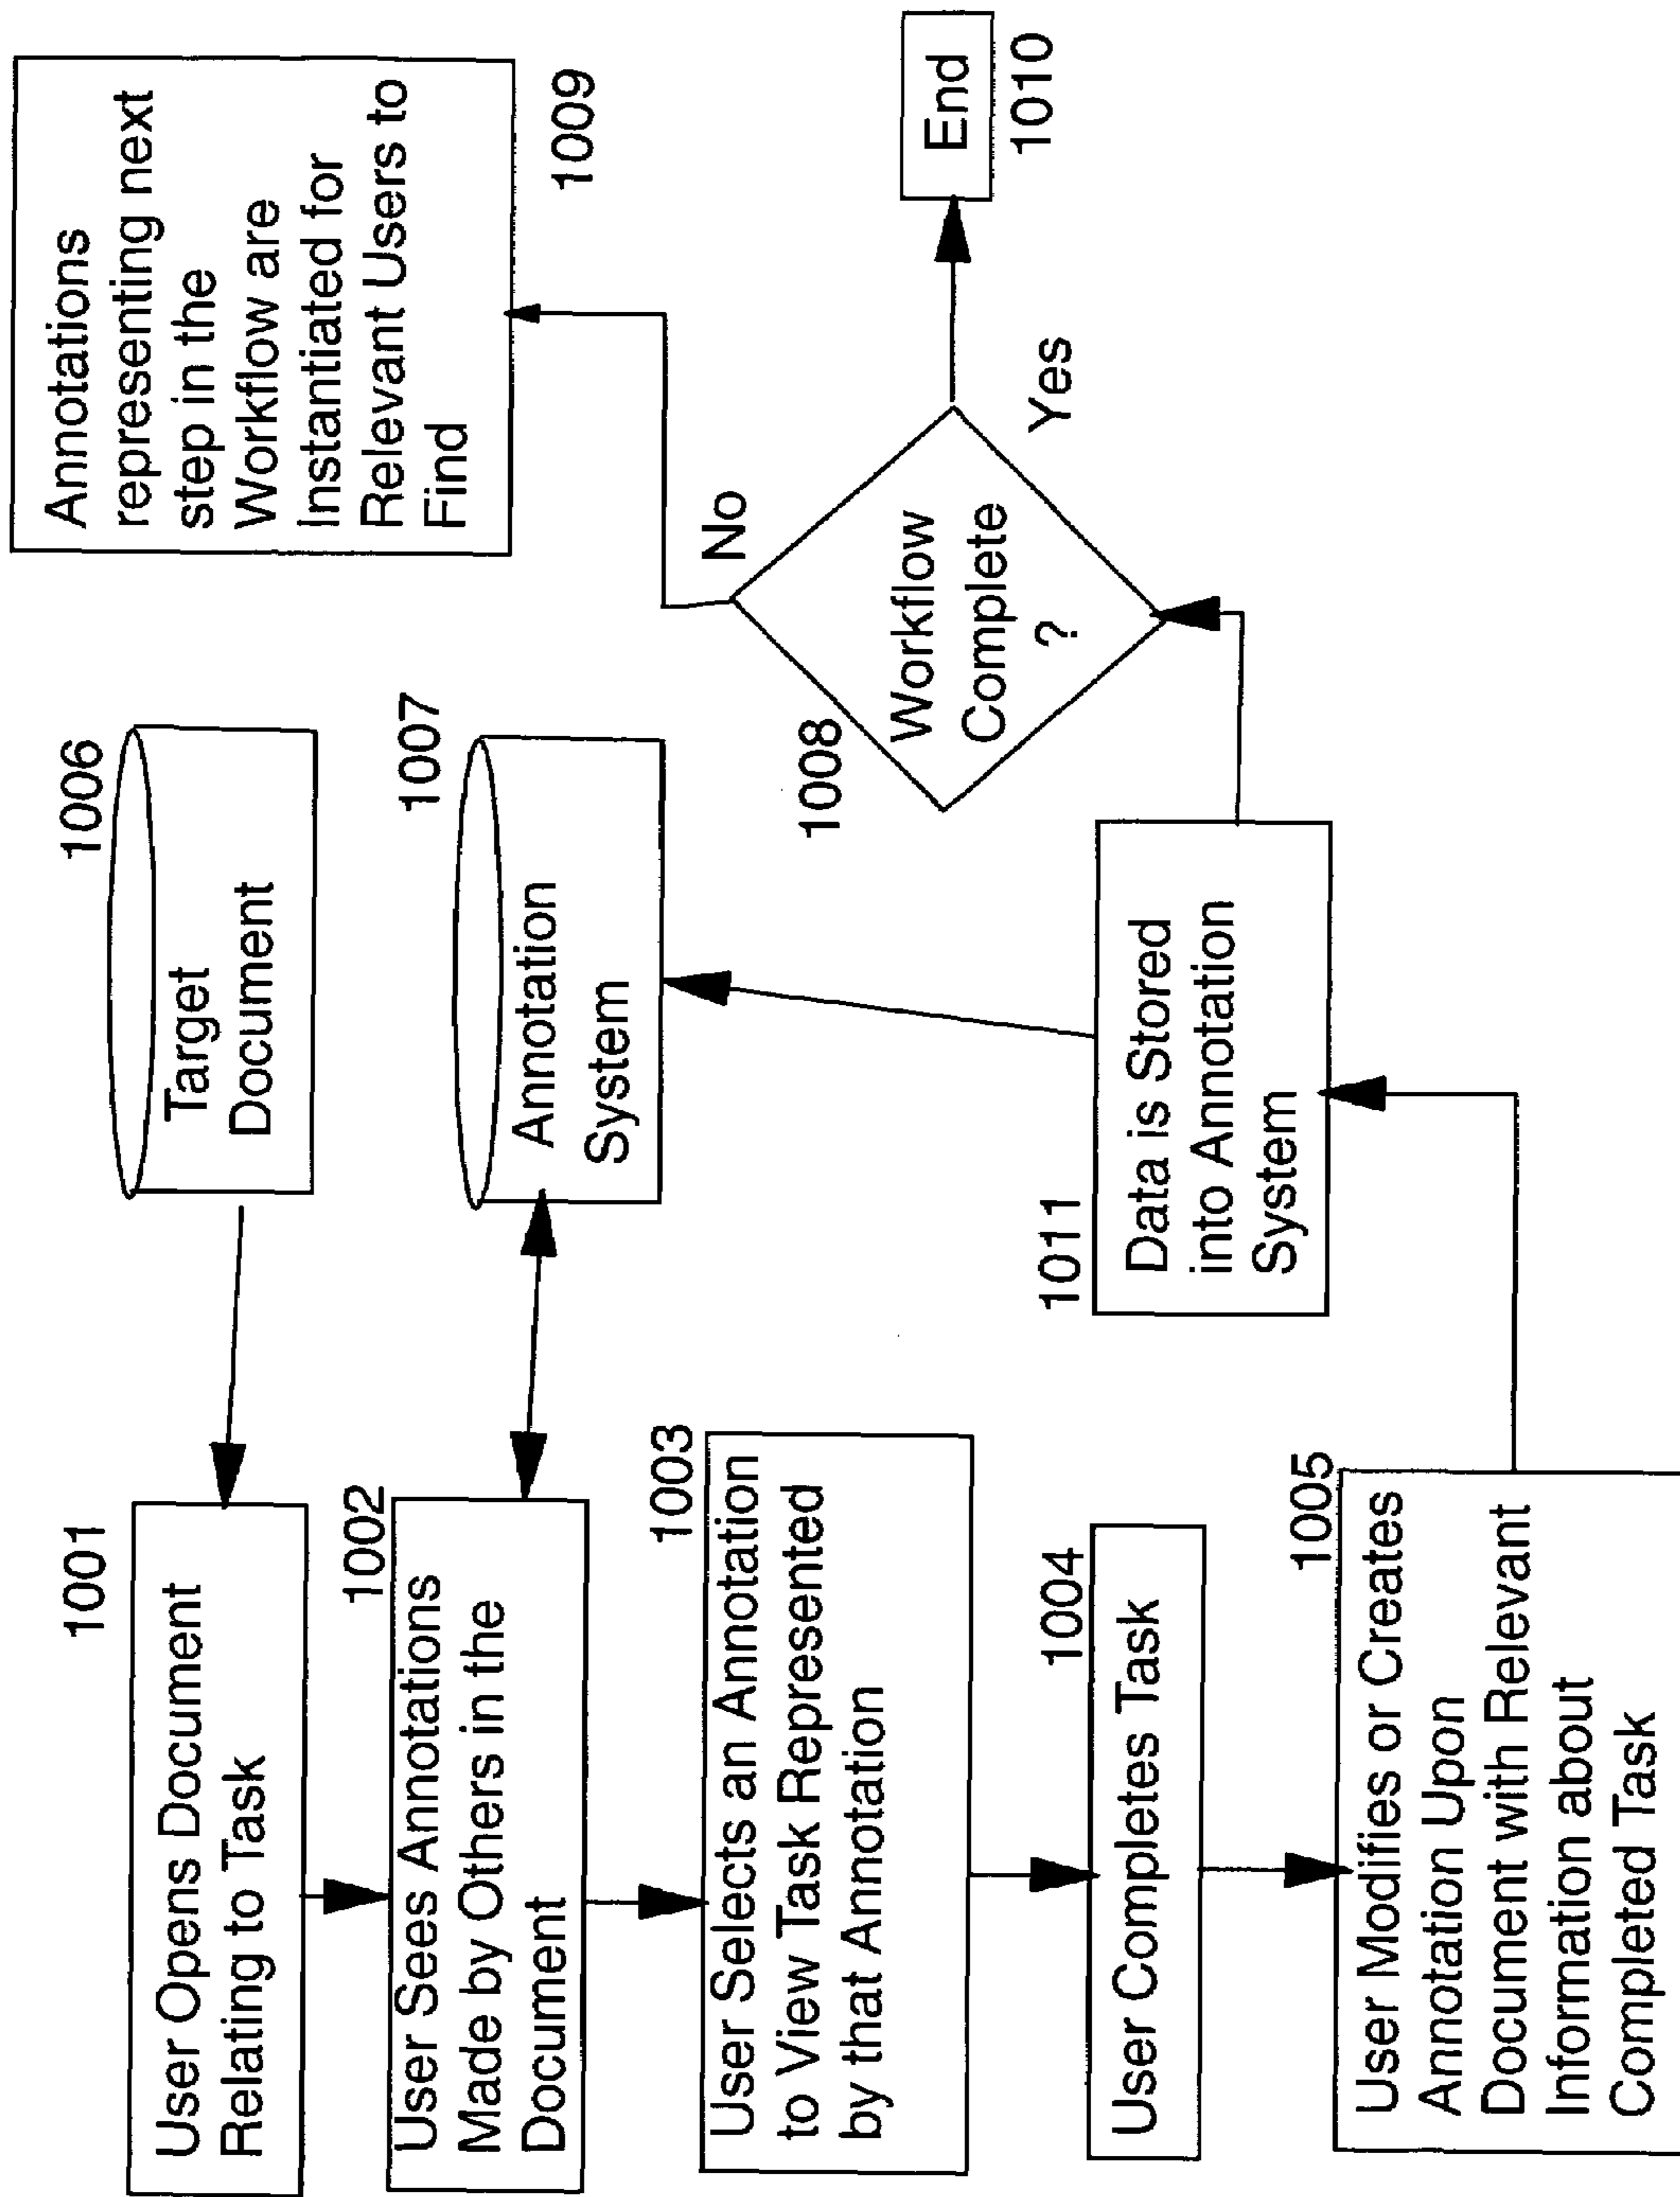 1001
User Opens Document
Relating to Task
1002
User Sees Annotations
Made by Others in the
Document
1003
User Selects an Annotation
to View Task Represented
by that Annotation
1004
User Completes Task
1005
User Modifies or Creates
Annotation Upon
Document with Relevant
Information about
Completed Task
1006
Target
Document
1007
Annotation
System
1011
Data is Stored
into Annotation
System
1008
Workflow
Complete
?
No
Yes
Annotations
representing next
step in the
Workflow are
Instantiated for
Relevant Users to
Find
1009
End
1010